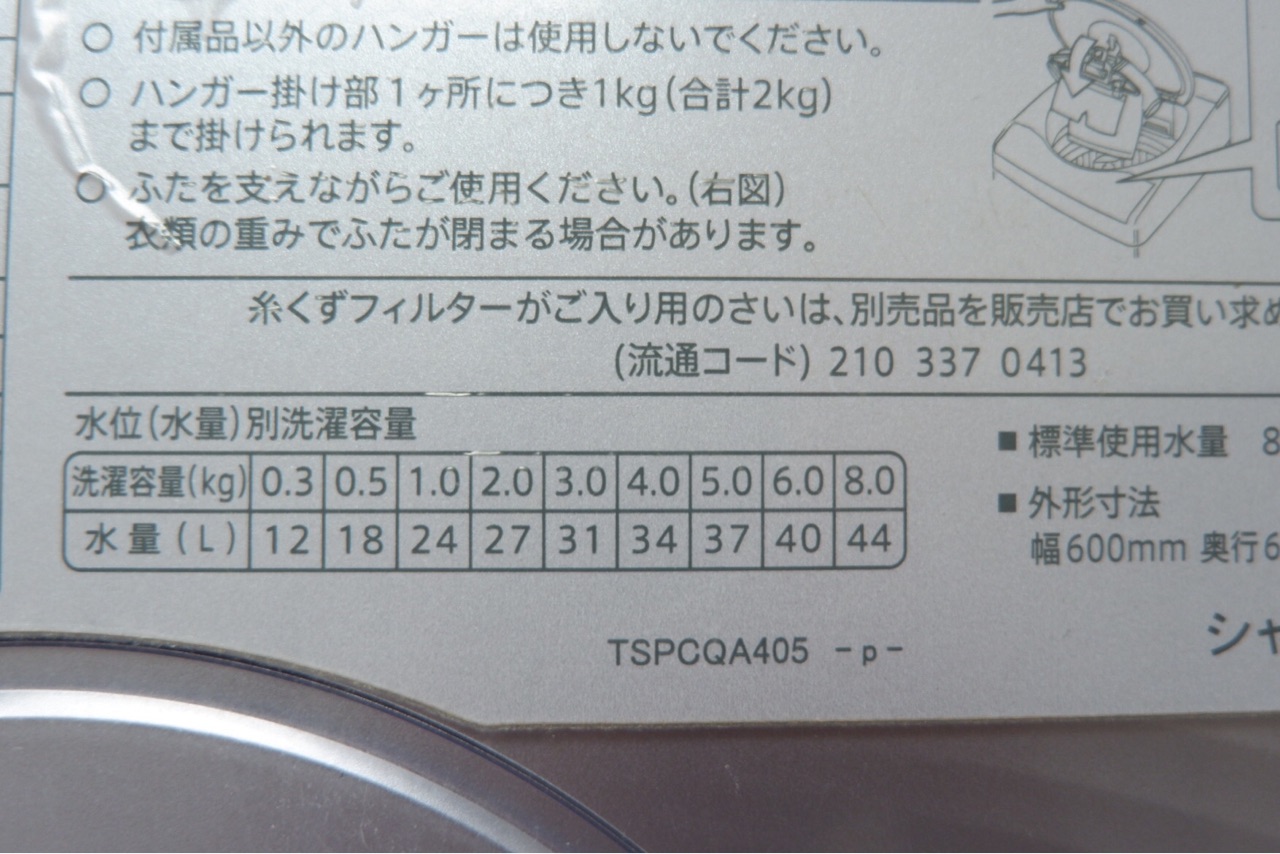 ○ 付属品以外のハンガーは使用しないでください。
○ ハンガー掛け部1ヶ所につき1kg(合計2kg)
まで掛けられます。
○ ふたを支えながらご使用ください。(右図)
衣類の重みでふたが閉まる場合があります。
糸くずフィルターがご入り用のさいは、別売品を販売店でお買い求め
(流通コード) 210 337 0413
水位(水量)別洗濯容量
洗濯容量(kg) 0.3 0.5 1.0 2.0 3.0 4.0 5.0 6.0 8.0
水量(L) 12 18 24 27 31 34 37 40 44
■ 標準使用水量 8
■ 外形寸法
幅600mm 奥行6
シャ
TSPCQA405 -p-